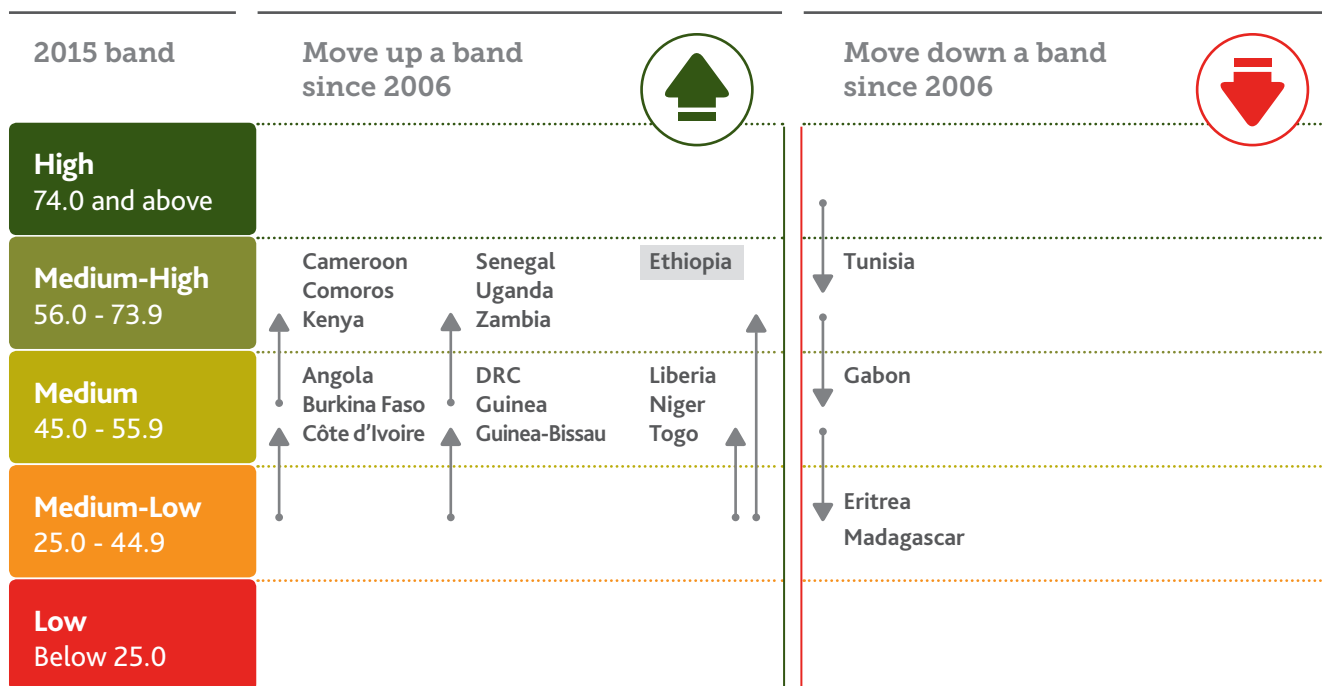 2015 band
Move up a band
since 2006
Move down a band
since 2006
High
74.0 and above
Medium-High
56.0 - 73.9
Cameroon
Comoros
Kenya
Senegal
Uganda
Zambia
Ethiopia
Tunisia
Medium
45.0 - 55.9
Angola
Burkina Faso
Côte d'Ivoire
DRC
Guinea
Guinea-Bissau
Liberia
Niger
Togo
Gabon
Medium-Low
25.0 - 44.9
Eritrea
Madagascar
Low
Below 25.0